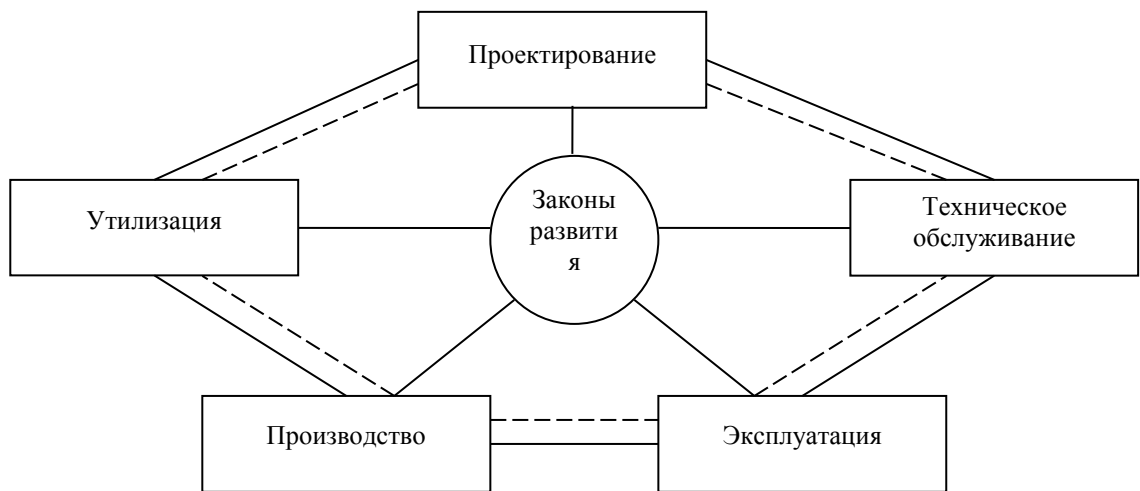 Проектирование
Утилизация
Законы
развити
я
Техническое
обслуживание
Производство
Эксплуатация